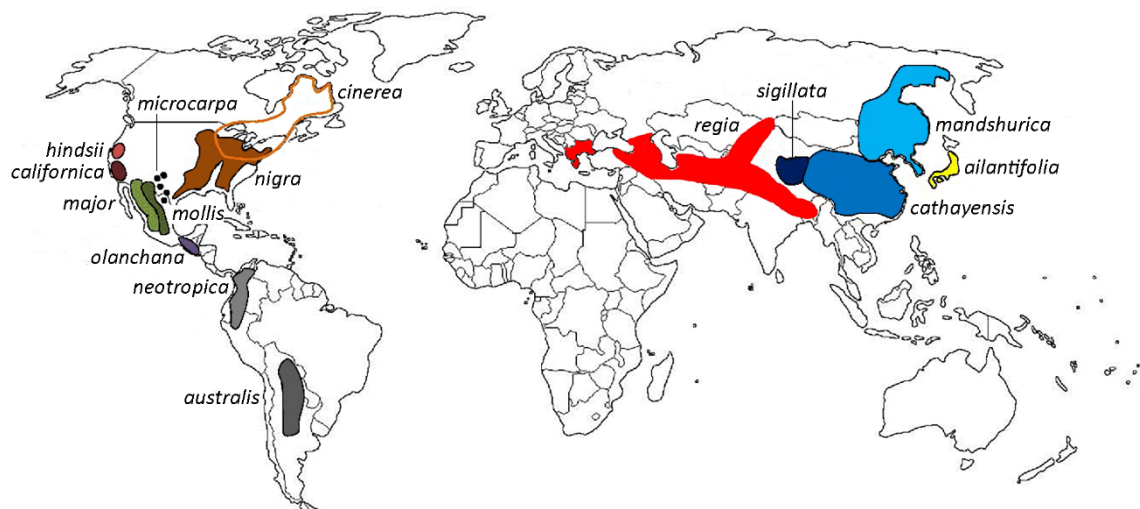 cinerea
microcarpa
hindsii
californica
nigra
major
mollis
olanchana
neotropica
australis
sigillata
regia
mandshurica
ailantifolia
cathayensis